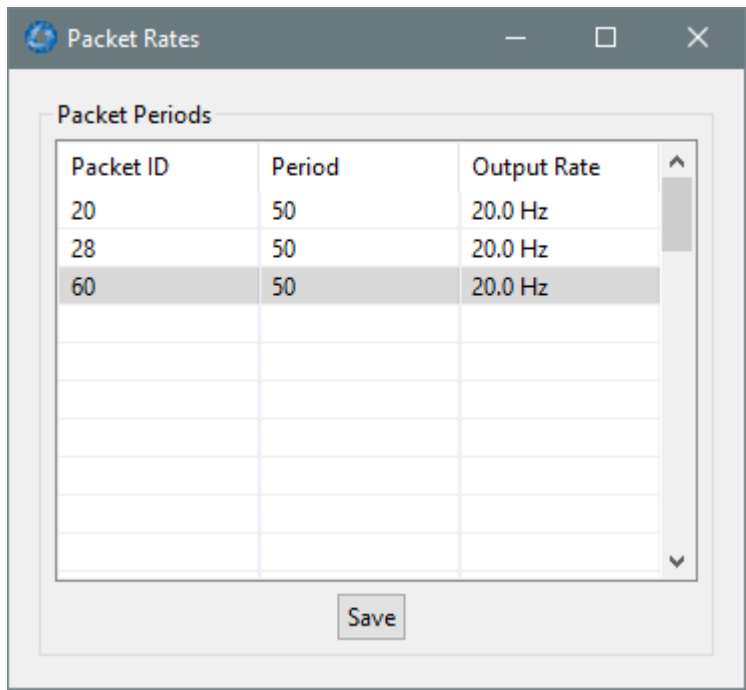 Packet Rates
Packet Periods
Packet ID Period Output Rate
20 50 20.0 Hz
28 50 20.0 Hz
60 50 20.0 Hz
Save